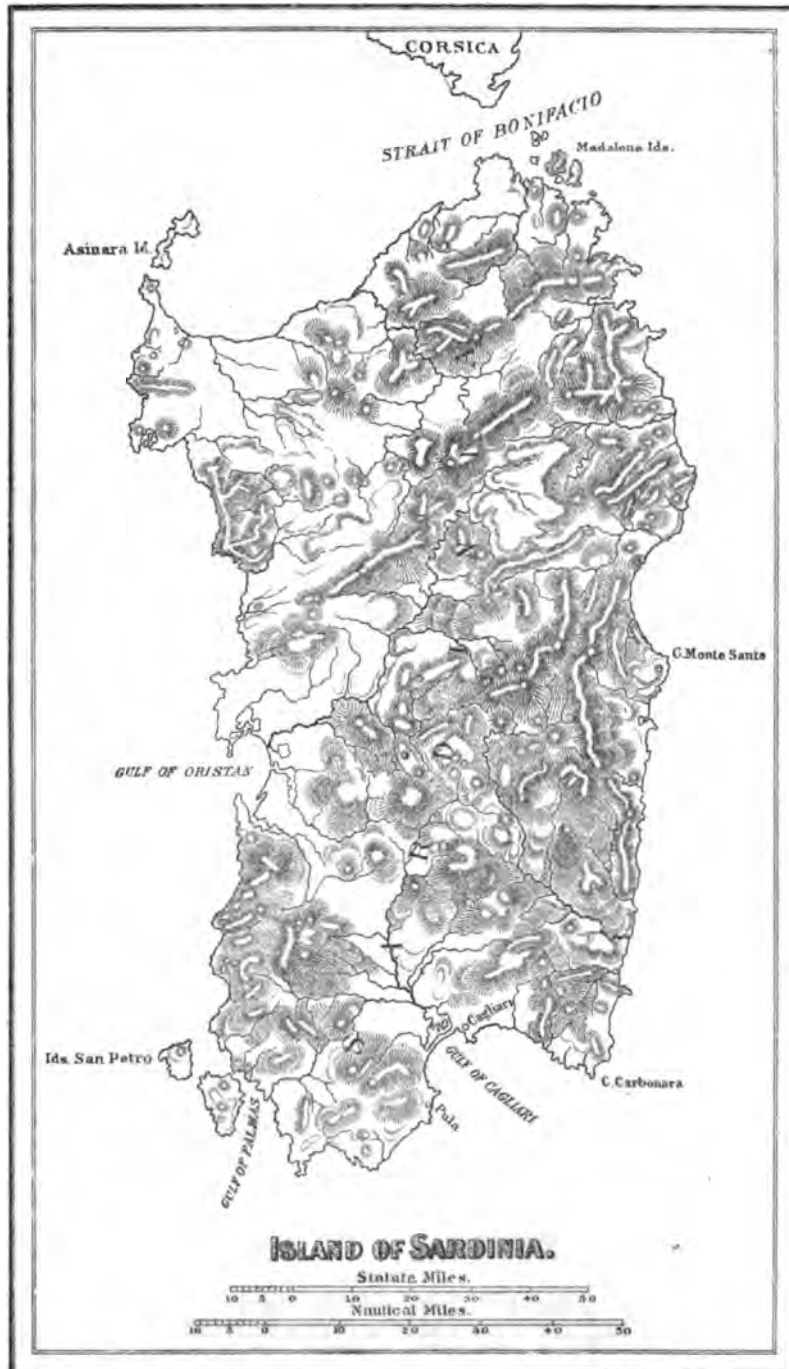 CORSICA
STRAIT OF BONIFACIO
Madalena Ids.
Asinara Id.
C. Monte Santo
GULF OF ORISTAN
SARDINIA
Cagliari
Ids. San Petro
GULF OF CAGLIARI
C. Carbonara
Pula
GULF OF PALMAS
ISLAND OF SARDINIA.
Statute Miles.
10 5 0 10 20 30 40 50
Nautical Miles.
10 5 0 10 20 30 40 50